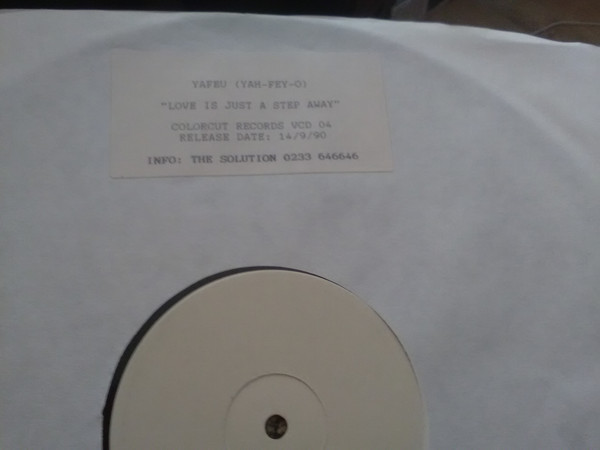 YAFEU (YAH-FEY-O)
"LOVE IS JUST A STEP AWAY"
COLORCUT RECORDS VCD 04
RELEASE DATE: 14/9/90
INFO: THE SOLUTION 0233 646646